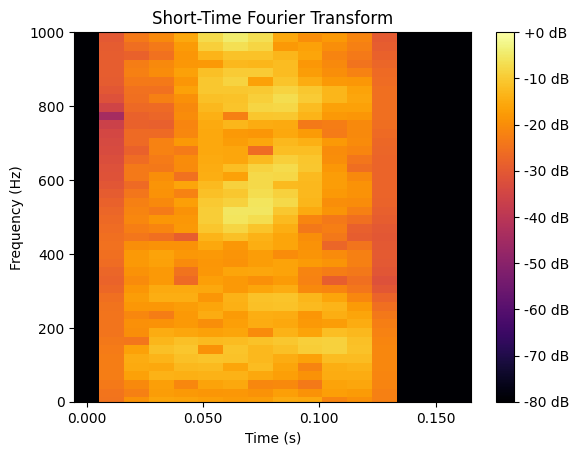 Short-Time Fourier Transform
Frequency (Hz)
1000
800
600
400
200
0
0.000
0.050
0.100
0.150
Time (s)
+0 dB
-10 dB
-20 dB
-30 dB
-40 dB
-50 dB
-60 dB
-70 dB
-80 dB